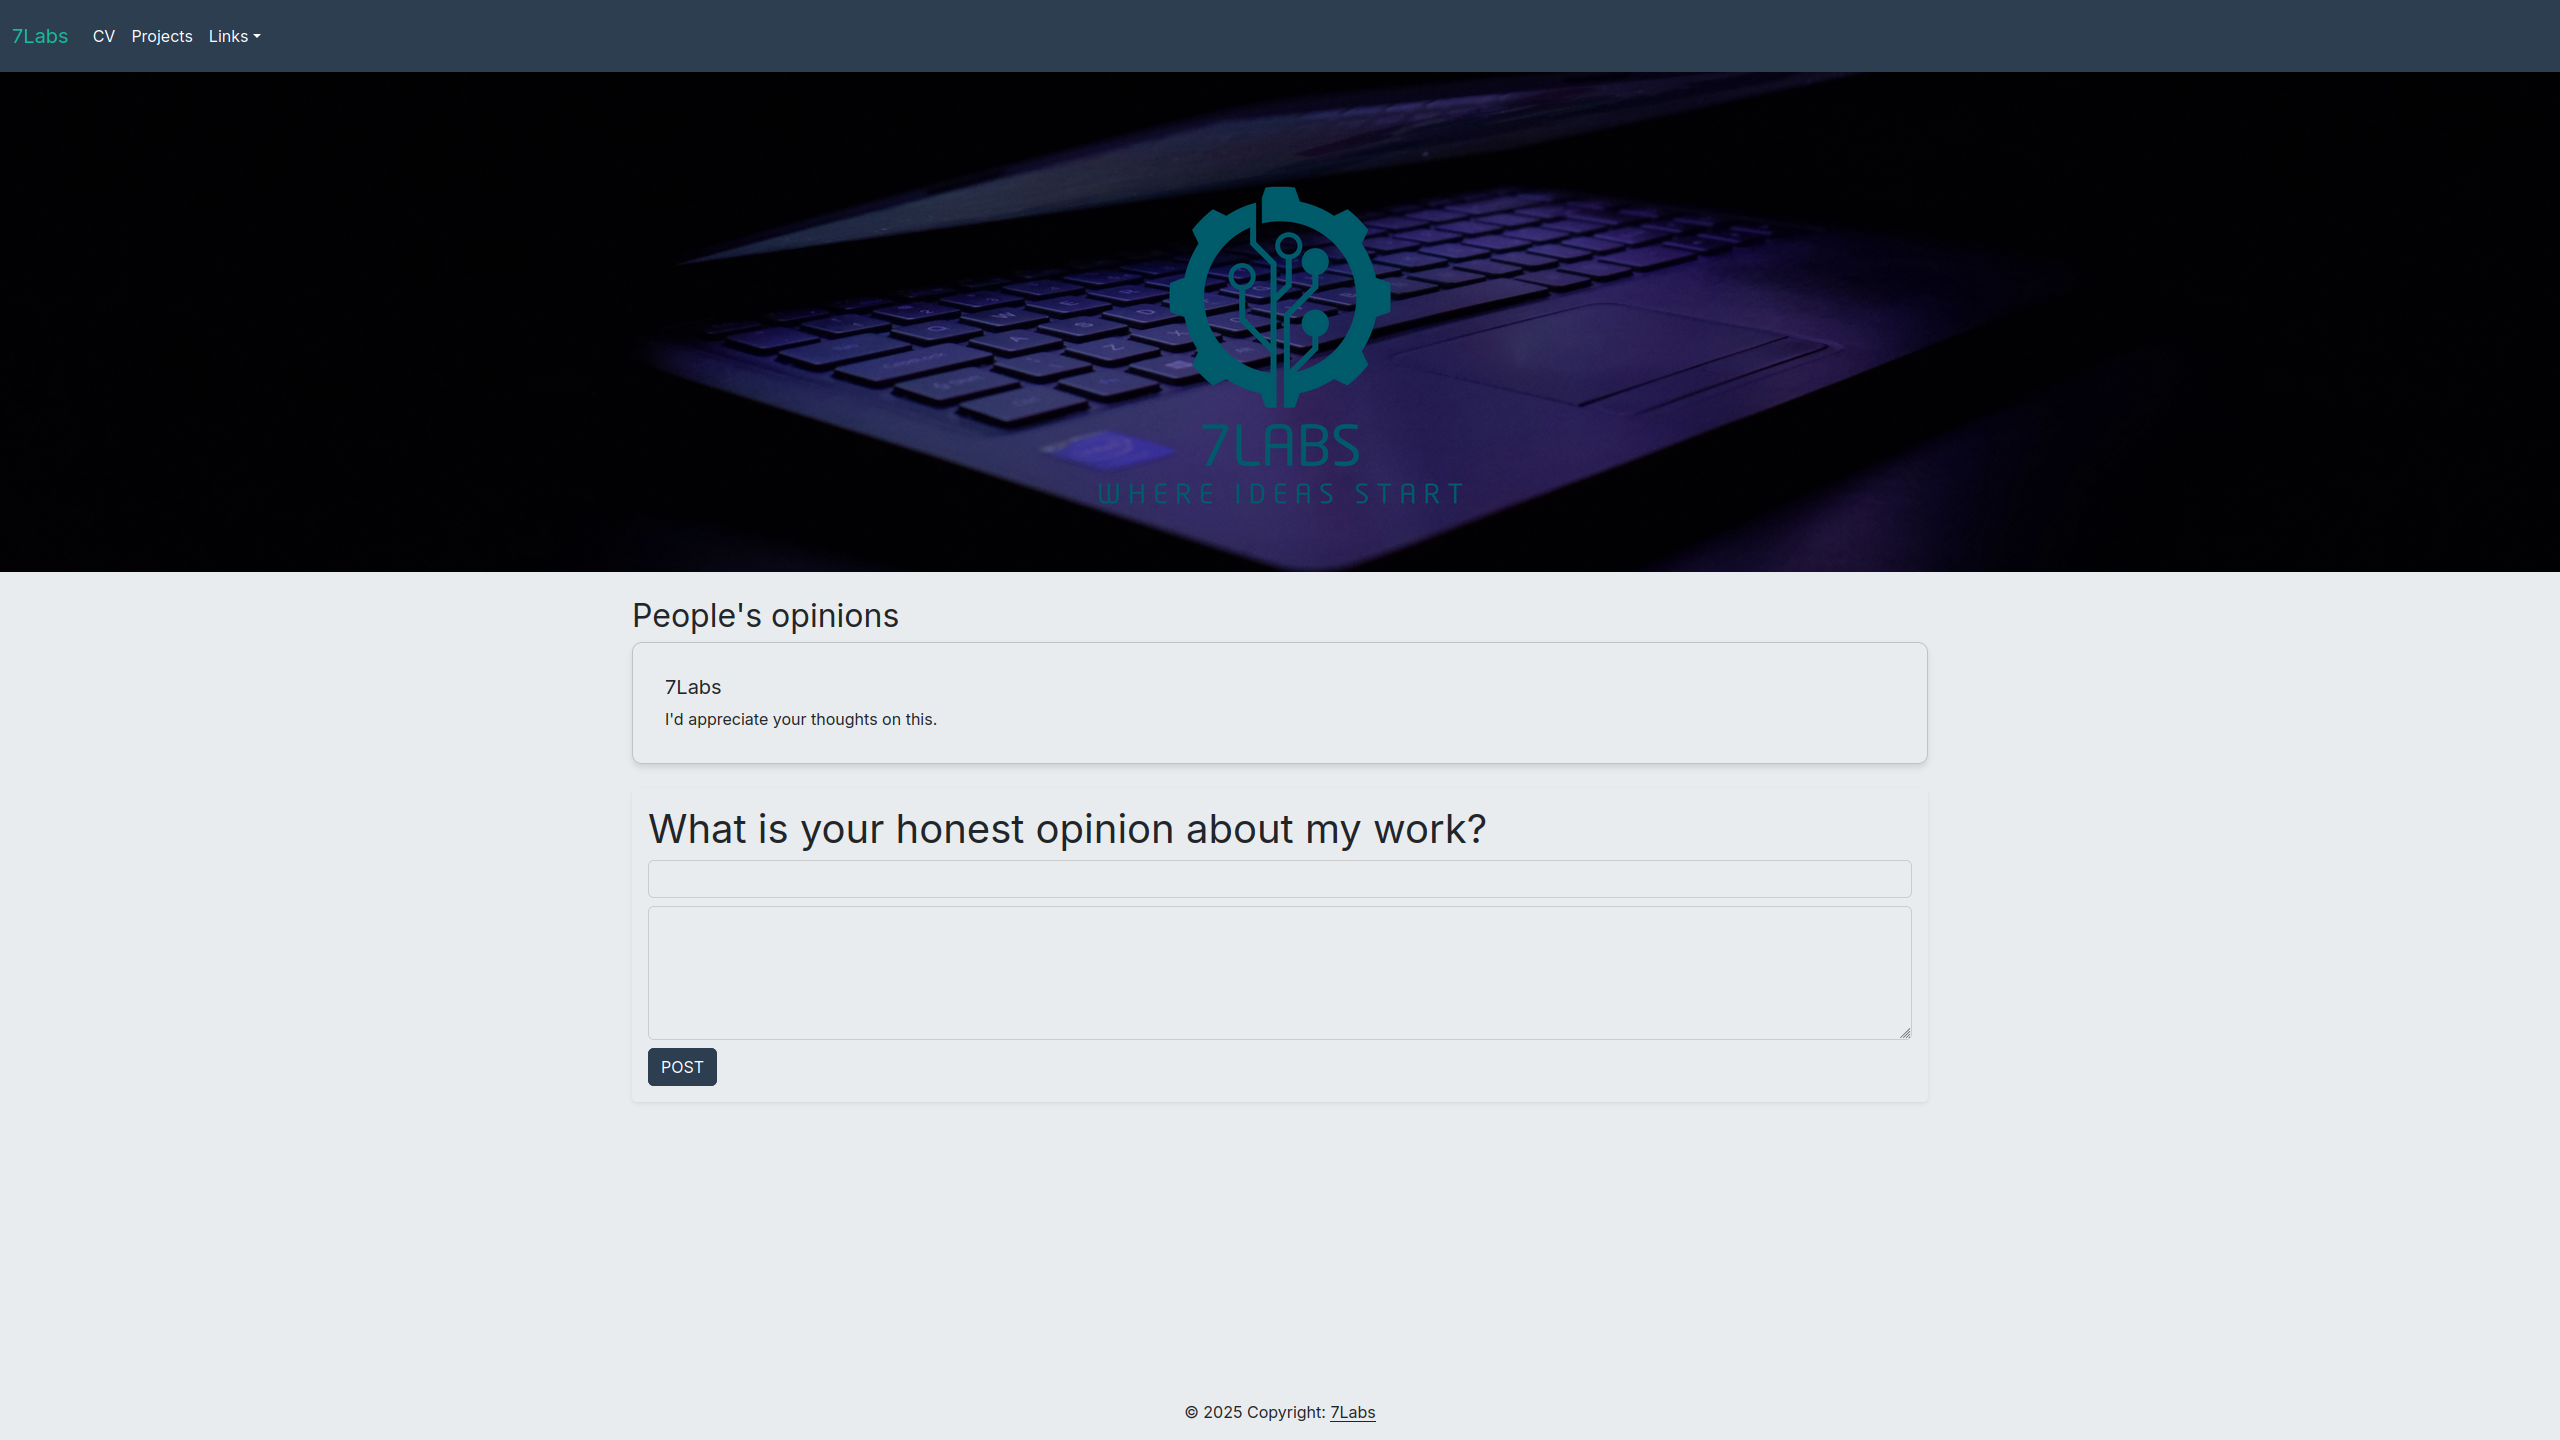 7Labs CV Projects Links
7LABS
WHERE IDEAS START
People's opinions
7Labs
I'd appreciate your thoughts on this.
What is your honest opinion about my work?
POST
© 2025 Copyright: 7Labs